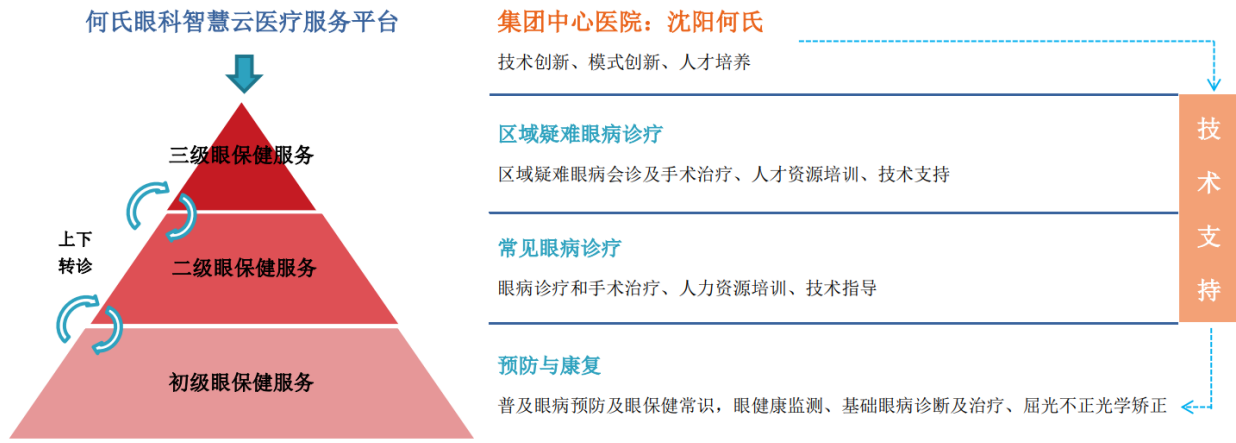 何氏眼科智慧云医疗服务平台
三级眼保健服务
上下
转诊
二级眼保健服务
初级眼保健服务
集团中心医院：沈阳何氏
技术创新、模式创新、人才培养
区域疑难眼病诊疗
区域疑难眼病会诊及手术治疗、人才资源培训、技术支持
常见眼病诊疗
眼病诊疗和手术治疗、人力资源培训、技术指导
预防与康复
普及眼病预防及眼保健常识，眼健康监测、基础眼病诊断及治疗、屈光不正光学矫正
技
术
支
持